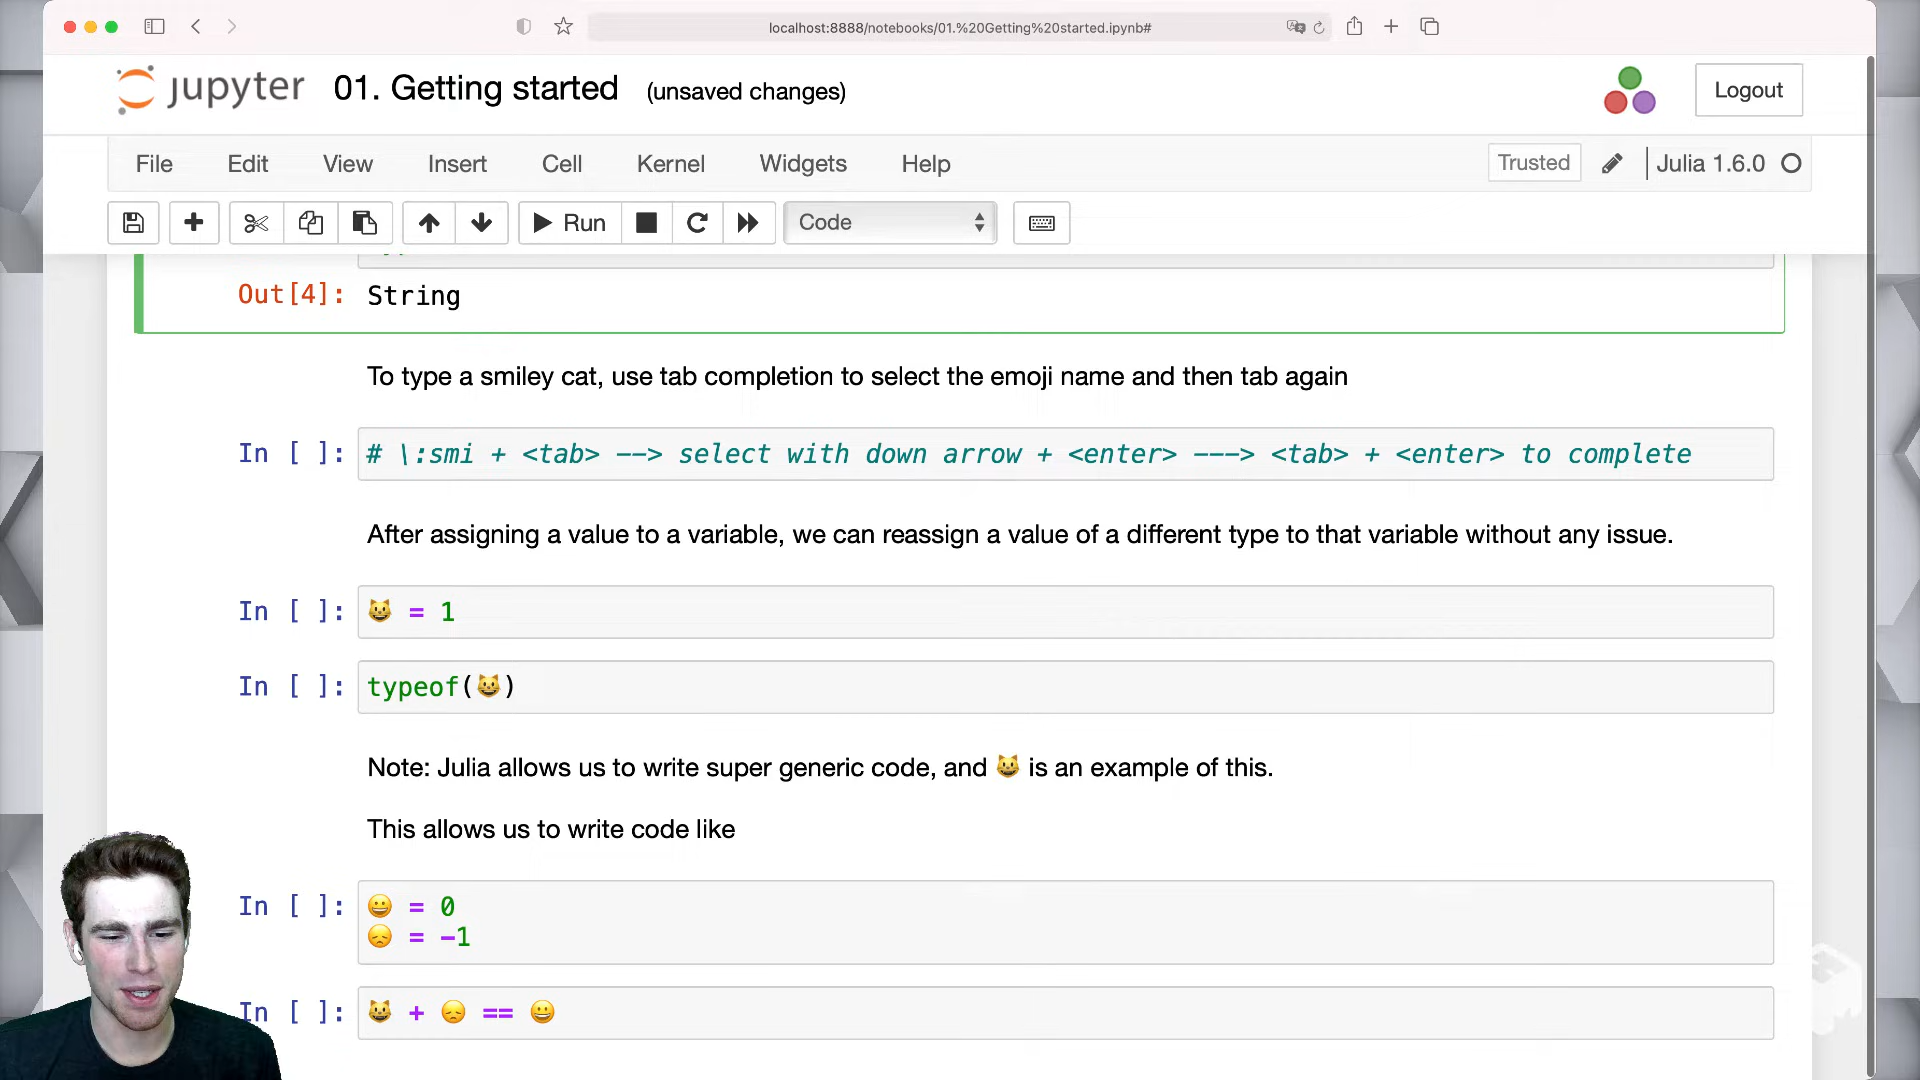 localhost:8888/notebooks/01.%20Getting%20started.ipynb#
jupyter 01. Getting started (unsaved changes)
Logout
File Edit View Insert Cell Kernel Widgets Help
Trusted Julia 1.6.0
Run Code
Out[4]: String
To type a smiley cat, use tab completion to select the emoji name and then tab again
In [ ]: # \:smi + <tab> --> select with down arrow + <enter> ---> <tab> + <enter> to complete
After assigning a value to a variable, we can reassign a value of a different type to that variable without any issue.
In [ ]: 😺 = 1
In [ ]: typeof(😺)
Note: Julia allows us to write super generic code, and 😺 is an example of this.
This allows us to write code like
In [ ]: 😀 = 0
😞 = -1
In [ ]: 😺 + 😞 == 😀